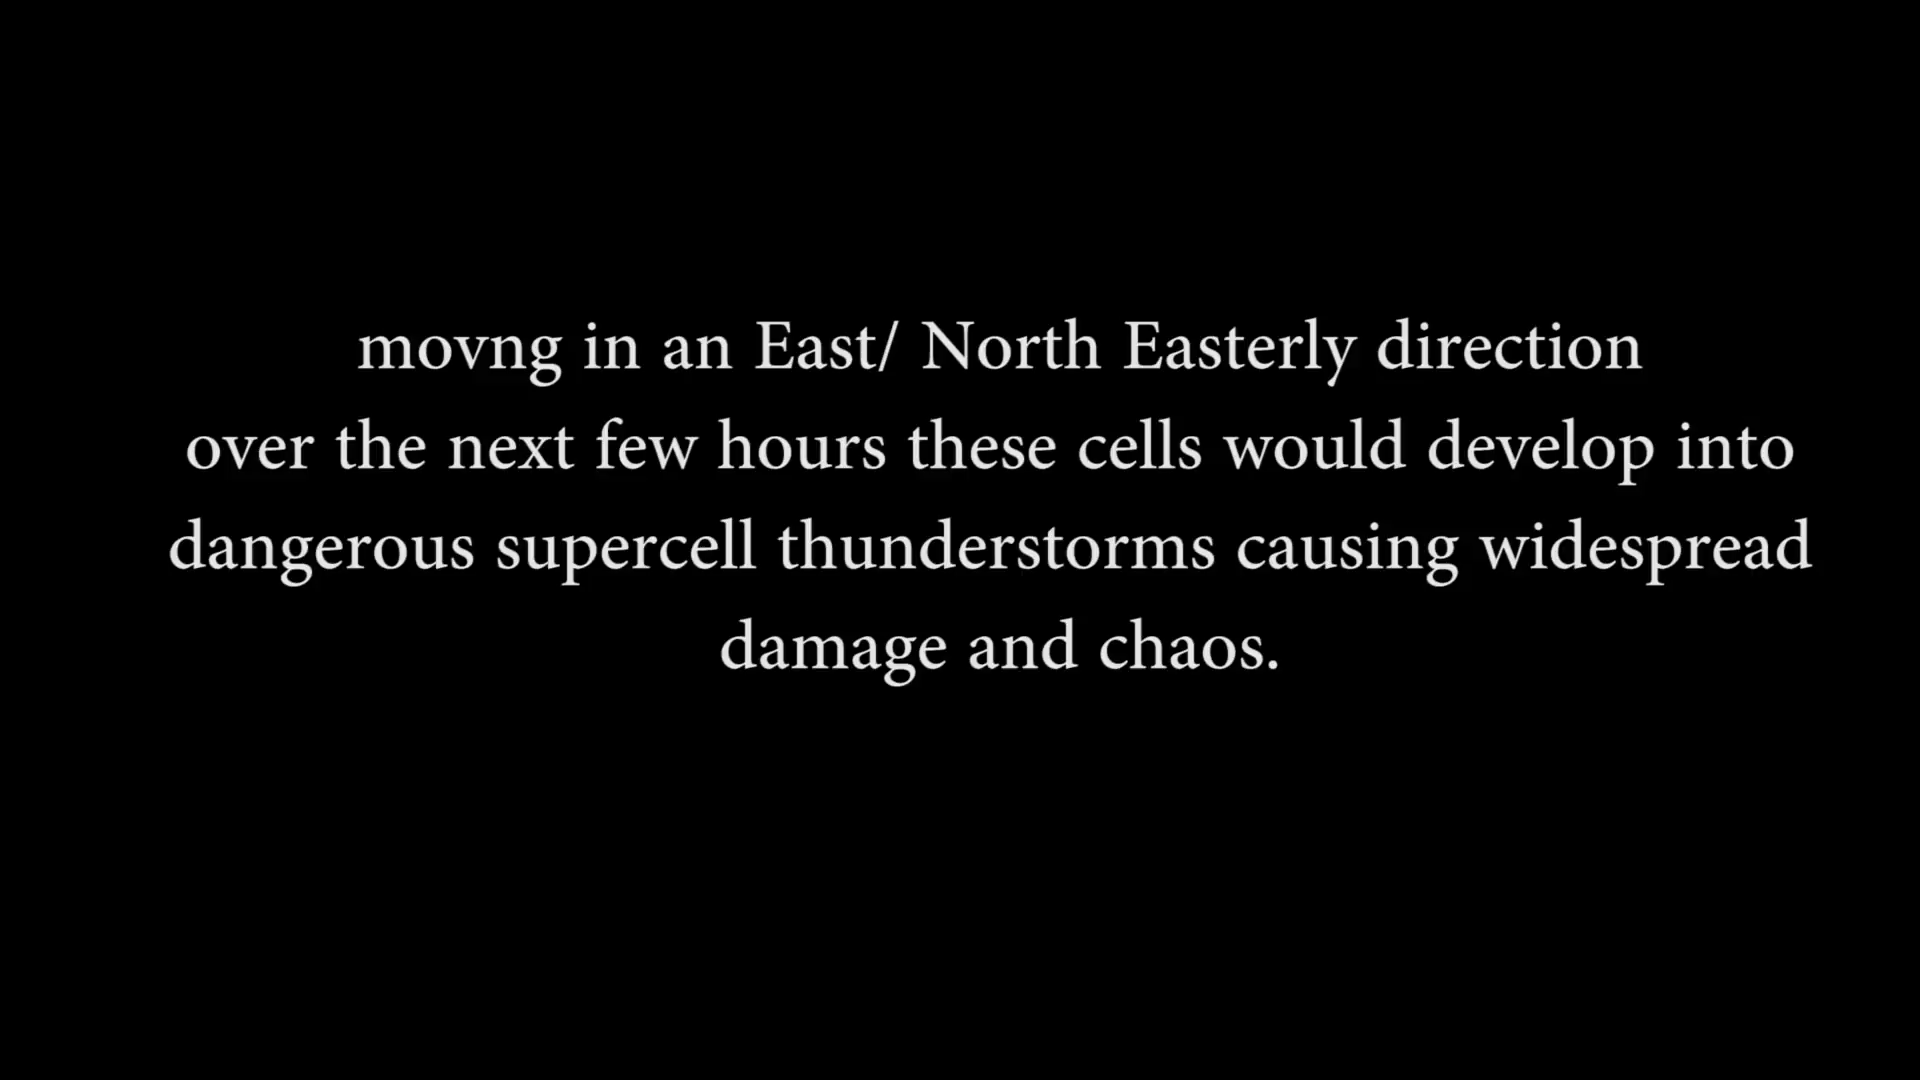 movng in an East/ North Easterly direction
over the next few hours these cells would develop into
dangerous supercell thunderstorms causing widespread
damage and chaos.